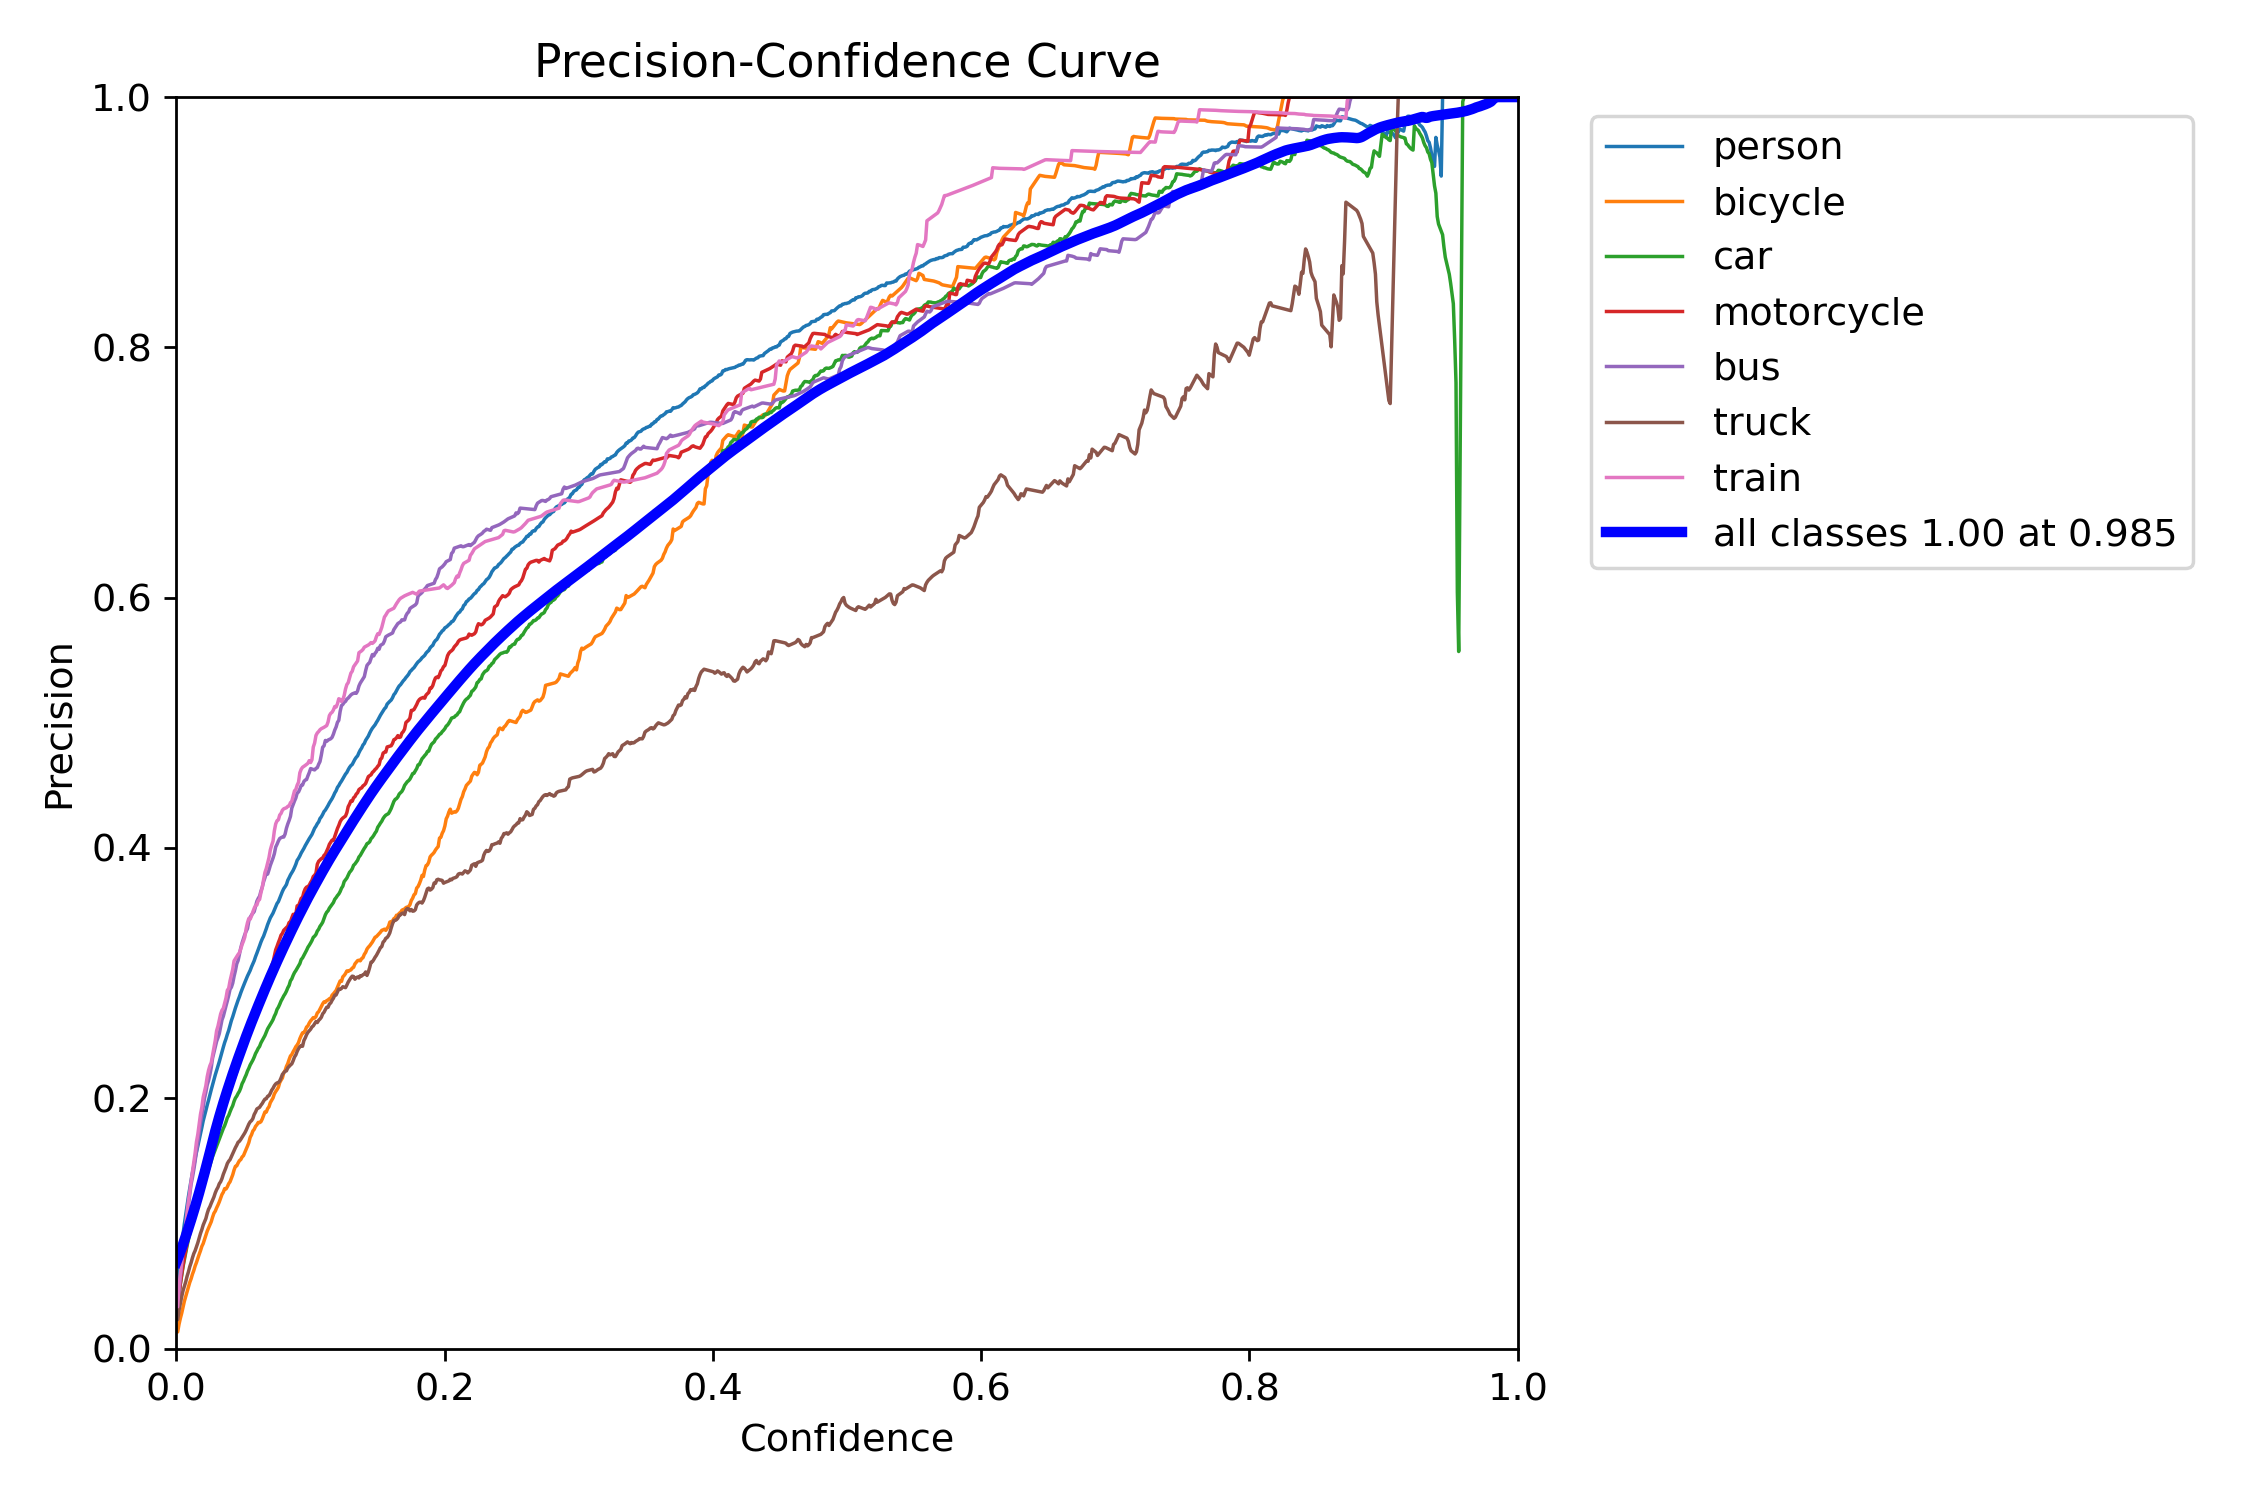 Precision-Confidence Curve
1.0
0.8
0.6
0.4
0.2
0.0
Precision
0.0 0.2 0.4 0.6 0.8 1.0
Confidence
person
bicycle
car
motorcycle
bus
truck
train
all classes 1.00 at 0.985